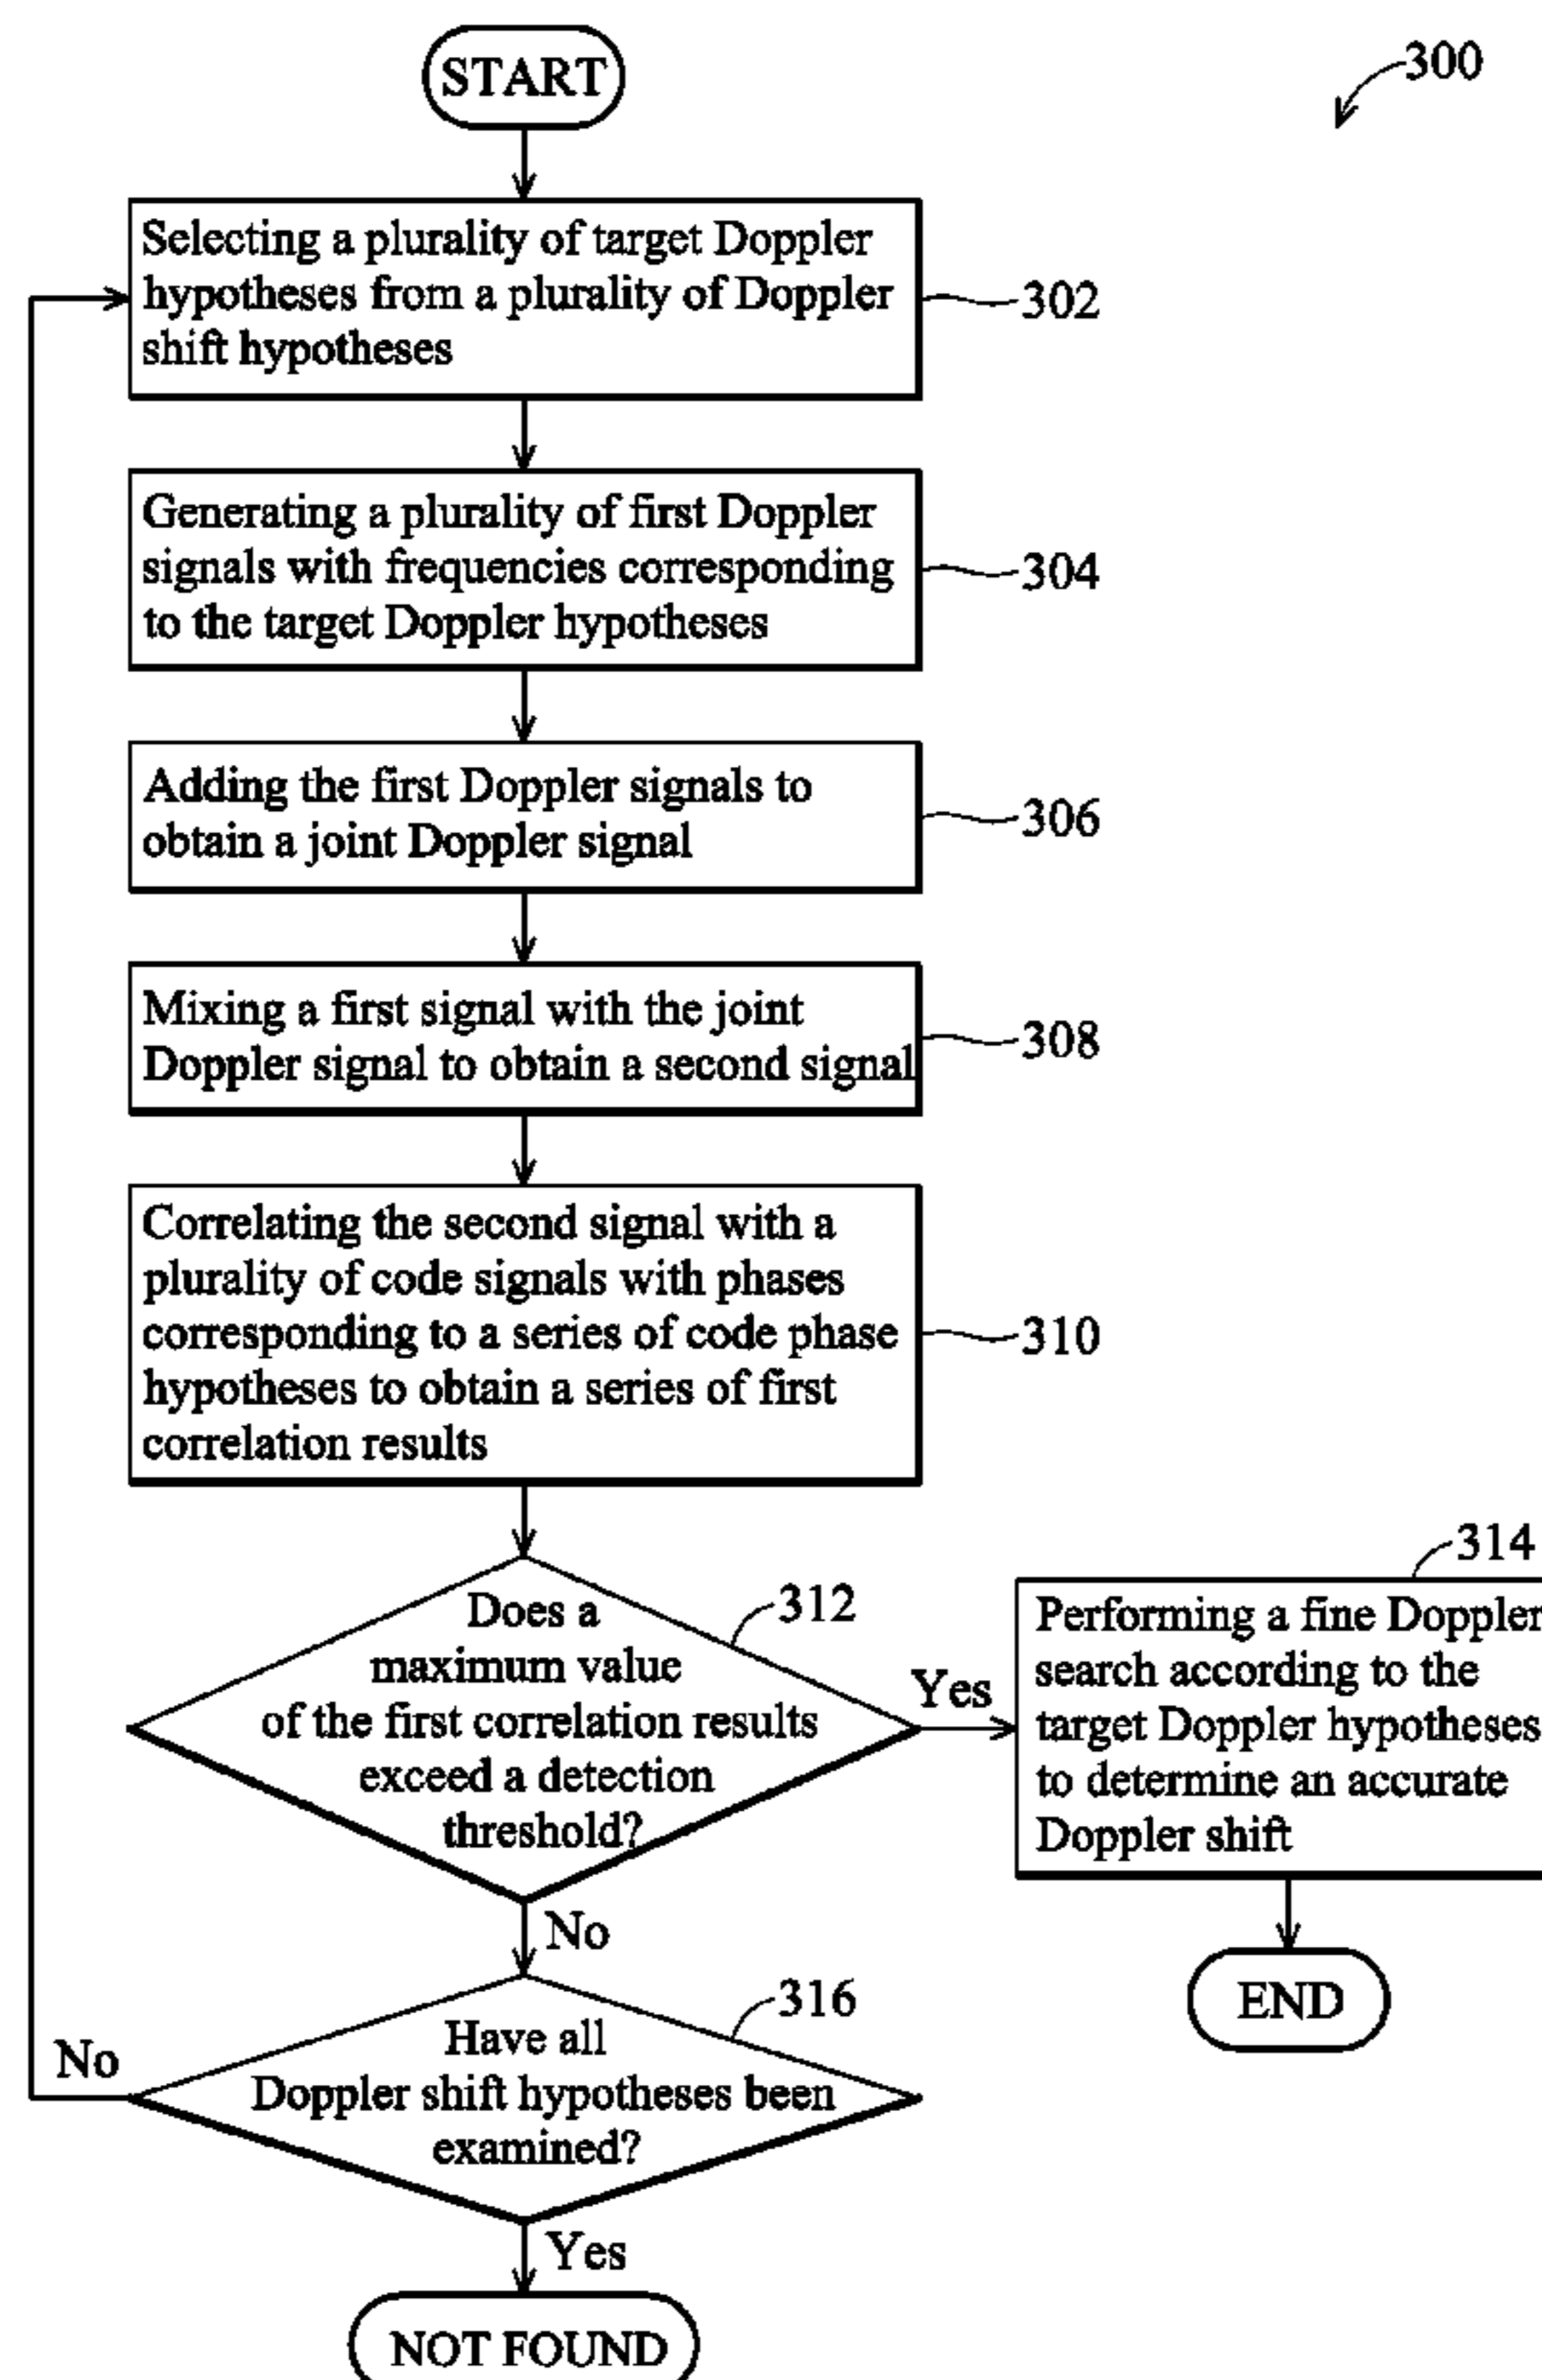 START
300
Selecting a plurality of target Doppler
hypotheses from a plurality of Doppler
shift hypotheses
302
Generating a plurality of first Doppler
signals with frequencies corresponding
to the target Doppler hypotheses
304
Adding the first Doppler signals to
obtain a joint Doppler signal
306
Mixing a first signal with the joint
Doppler signal to obtain a second signal
308
Correlating the second signal with a
plurality of code signals with phases
corresponding to a series of code phase
hypotheses to obtain a series of first
correlation results
310
Does a
maximum value
of the first correlation results
exceed a detection
threshold?
312
Yes
314
Performing a fine Doppler
search according to the
target Doppler hypotheses
to determine an accurate
Doppler shift
END
No
Have all
Doppler shift hypotheses been
examined?
316
No
Yes
NOT FOUND